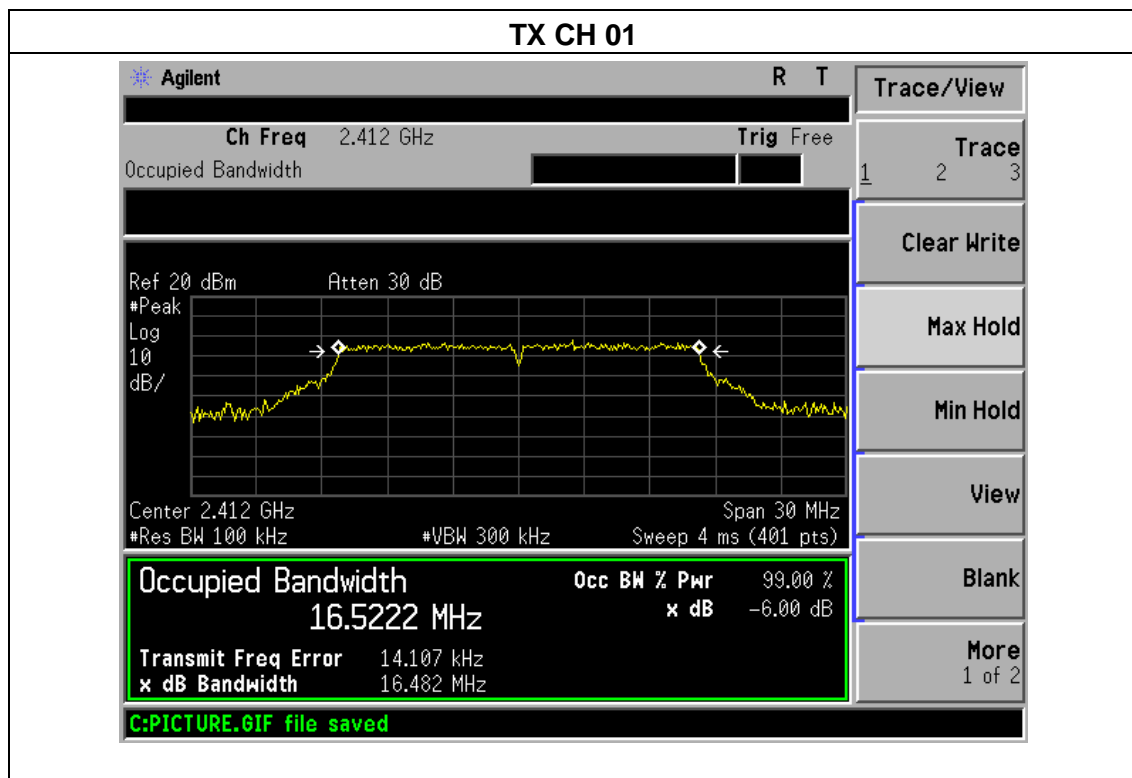 TX CH 01
Agilent R T
Trace/View
Ch Freq 2.412 GHz Trig Free
Occupied Bandwidth
Trace
1 2 3
Clear Write
Max Hold
Min Hold
View
Blank
More
1 of 2
Ref 20 dBm Atten 30 dB
#Peak
Log
10
dB/
Center 2.412 GHz Span 30 MHz
#Res BW 100 kHz #VBW 300 kHz Sweep 4 ms (401 pts)
Occupied Bandwidth Occ BW % Pwr 99.00 %
16.5222 MHz x dB -6.00 dB
Transmit Freq Error 14.107 kHz
x dB Bandwidth 16.482 MHz
C:PICTURE.GIF file saved